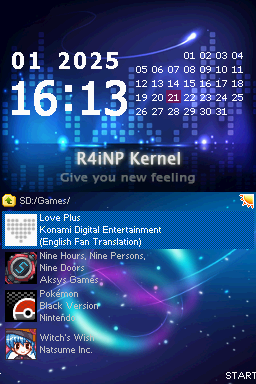 01 2025
16:13
01 02 03 04
05 06 07 08 09 10 11
12 13 14 15 16 17 18
19 20 21 22 23 24 25
26 27 28 29 30 31
R4iNP Kernel
Give you new feeling
SD:/Games/
Love Plus
Konami Digital Entertainment
(English Fan Translation)
Nine Hours, Nine Persons,
Nine Doors
Aksys Games
Pokémon
Black Version
Nintendo
Witch's Wish
Natsume Inc.
START